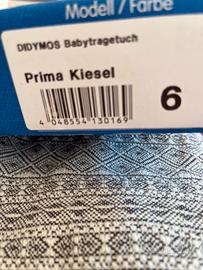 Modell / Farbe
DIDYMOS Babytragetuch
Prima Kiesel
6
4 048554 130169